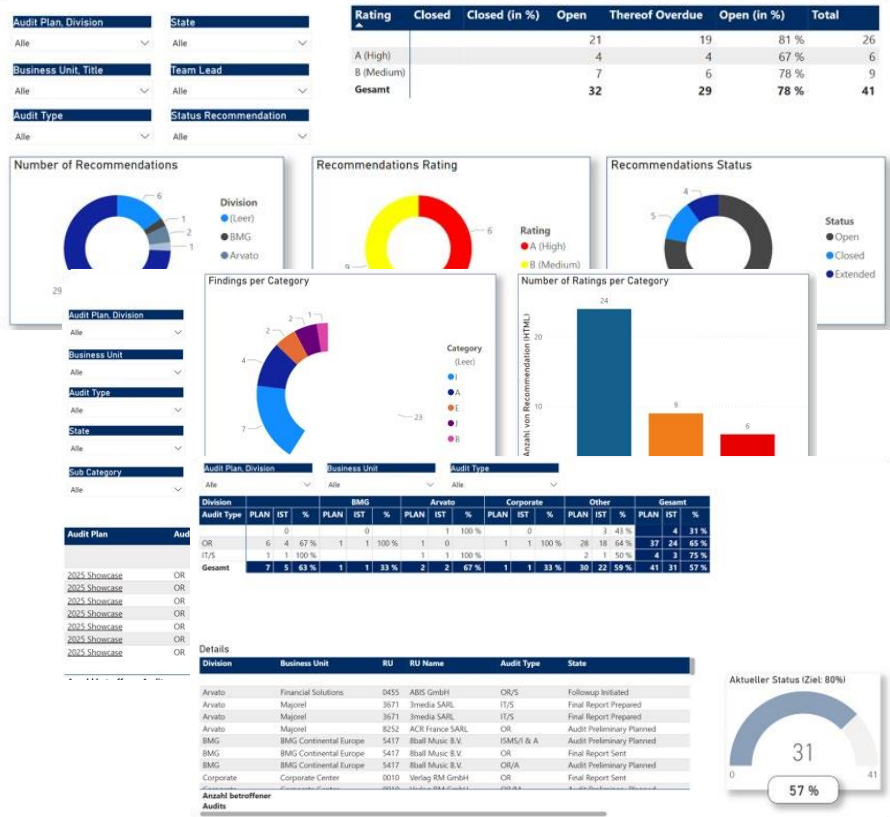 Audit Plan, Division State
Alle Alle
Business Unit, Title Team Lead
Alle Alle
Audit Type Status Recommendation
Alle Alle
Rating Closed Closed (in %) Open Thereof Overdue Open (in %) Total
21 19 81 % 26
A (High) 4 4 67 % 6
B (Medium) 7 6 78 % 9
Gesamt 32 29 78 % 41
Number of Recommendations
6
1
2
1
29
Division
(Leer)
BMG
Arvato
Recommendations Rating
6
9
Rating
A (High)
B (Medium)
Recommendations Status
4
5
Status
Open
Closed
Extended
Audit Plan, Division
Alle
Business Unit
Alle
Audit Type
Alle
State
Alle
Sub Category
Alle
Findings per Category
1
2
2
4
7
23
Category
(Leer)
I
A
E
J
B
Number of Ratings per Category
Anzahl von Recommendation (HTML)
20
10
24
9
6
Audit Plan
2025 Showcase OR
2025 Showcase OR
2025 Showcase OR
2025 Showcase OR
2025 Showcase OR
2025 Showcase OR
2025 Showcase OR
Audit Plan, Division Business Unit Audit Type
Alle Alle Alle
Division BMG Arvato Corporate Other Gesamt
Audit Type PLAN IST % PLAN IST % PLAN IST % PLAN IST % PLAN IST % PLAN IST %
0 0 1 100 % 0 3 43 % 4 31 %
OR 6 4 67 % 1 1 100 % 1 0 1 1 100 % 28 18 64 % 37 24 65 %
IT/S 1 1 100 % 1 1 100 % 2 1 50 % 4 3 75 %
Gesamt 7 5 63 % 1 1 33 % 2 2 67 % 1 1 33 % 30 22 59 % 41 31 57 %
Details
Division Business Unit RU RU Name Audit Type State
Arvato Financial Solutions 0455 ABIS GmbH OR/S Followup Initiated
Arvato Majorel 3671 3media SARL IT/S Final Report Prepared
Arvato Majorel 3671 3media SARL OR Final Report Prepared
Arvato Majorel 8252 ACR France SARL OR Audit Preliminary Planned
BMG BMG Continental Europe 5417 8ball Music B.V. ISMS/I & A Audit Preliminary Planned
BMG BMG Continental Europe 5417 8ball Music B.V. OR Final Report Sent
BMG BMG Continental Europe 5417 8ball Music B.V. OR/A Audit Preliminary Planned
Corporate Corporate Center 0010 Verlag RM GmbH OR Final Report Sent
Anzahl betroffener
Audits
Aktueller Status (Ziel: 80%)
31
0 41
57 %